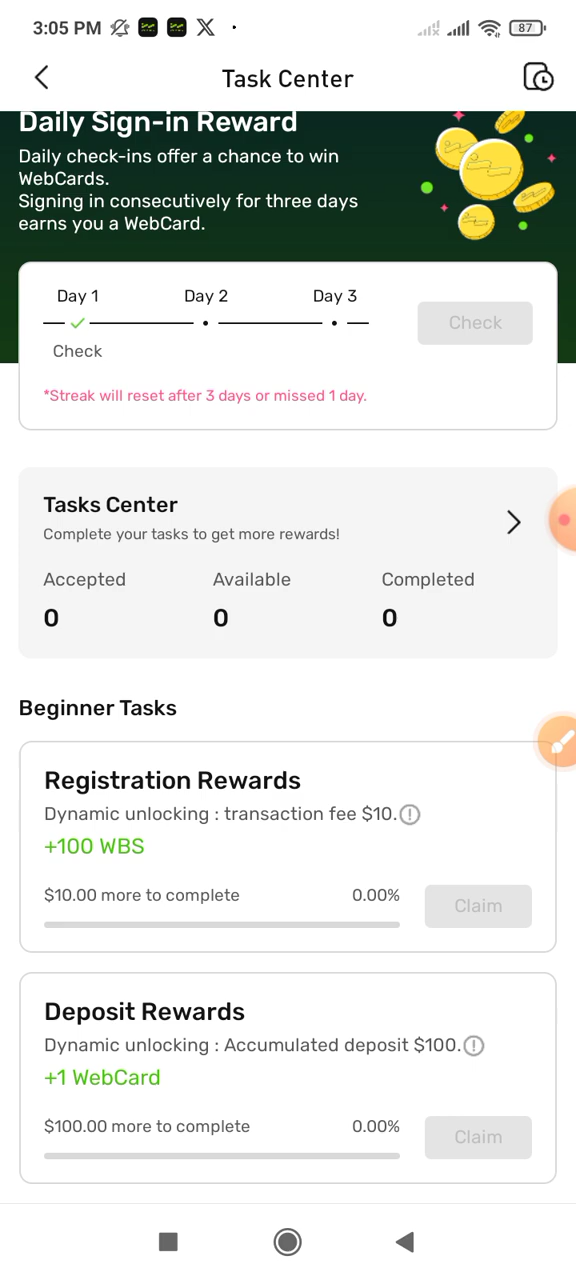 3:05 PM
87
Task Center
Daily Sign-in Reward
Daily check-ins offer a chance to win
WebCards.
Signing in consecutively for three days
earns you a WebCard.
Day 1 Day 2 Day 3
Check
Check
*Streak will reset after 3 days or missed 1 day.
Tasks Center
Complete your tasks to get more rewards!
Accepted Available Completed
0 0 0
Beginner Tasks
Registration Rewards
Dynamic unlocking : transaction fee $10.
+100 WBS
$10.00 more to complete 0.00%
Claim
Deposit Rewards
Dynamic unlocking : Accumulated deposit $100.
+1 WebCard
$100.00 more to complete 0.00%
Claim